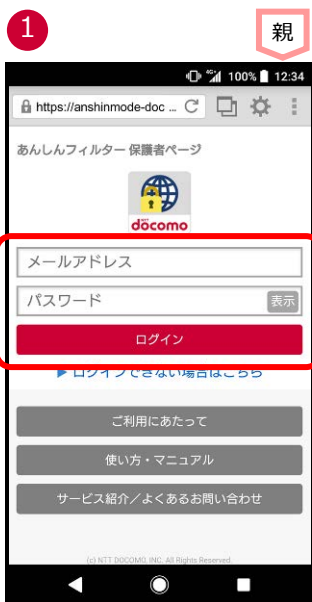 1
親
4G 100% 12:34
https://anshinmode-doc ...
あんしんフィルター 保護者ページ
NTT
döcomo
メールアドレス
パスワード
表示
ログイン
▶ ログインできない場合はこちら
ご利用にあたって
使い方・マニュアル
サービス紹介／よくあるお問い合わせ
(c) NTT DOCOMO, INC. All Rights Reserved.